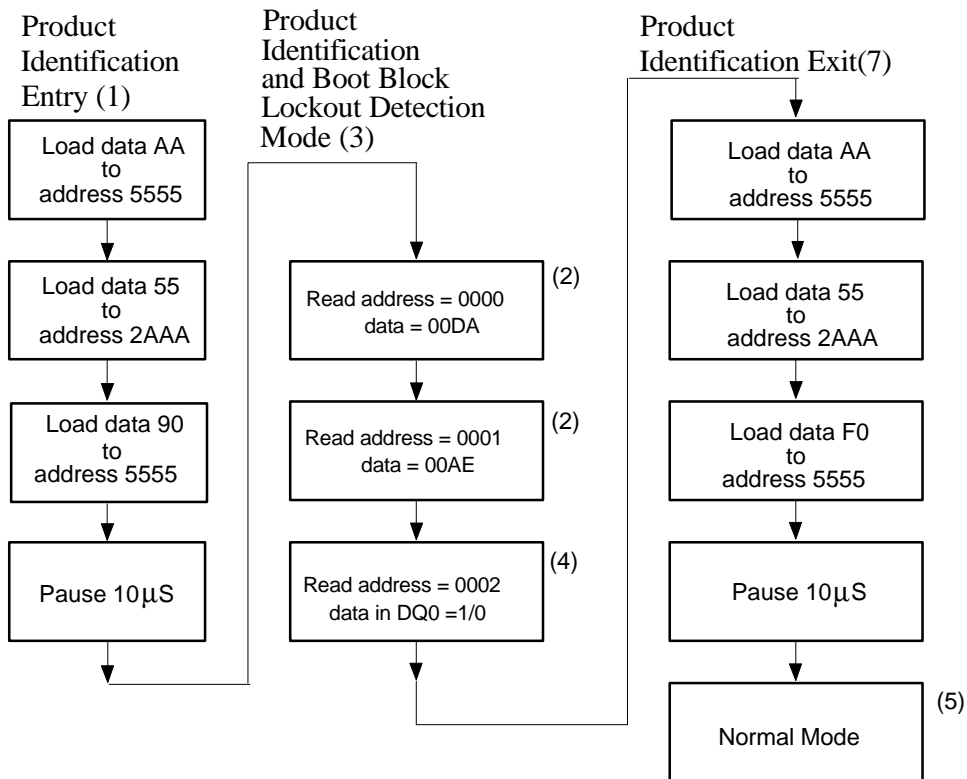 Product
Identification
Entry (1)
Load data AA
to
address 5555
Load data 55
to
address 2AAA
Load data 90
to
address 5555
Pause 10µS
Product
Identification
and Boot Block
Lockout Detection
Mode (3)
Read address = 0000
data = 00DA
(2)
Read address = 0001
data = 00AE
(2)
Read address = 0002
data in DQ0 =1/0
(4)
Product
Identification Exit(7)
Load data AA
to
address 5555
Load data 55
to
address 2AAA
Load data F0
to
address 5555
Pause 10µS
Normal Mode
(5)